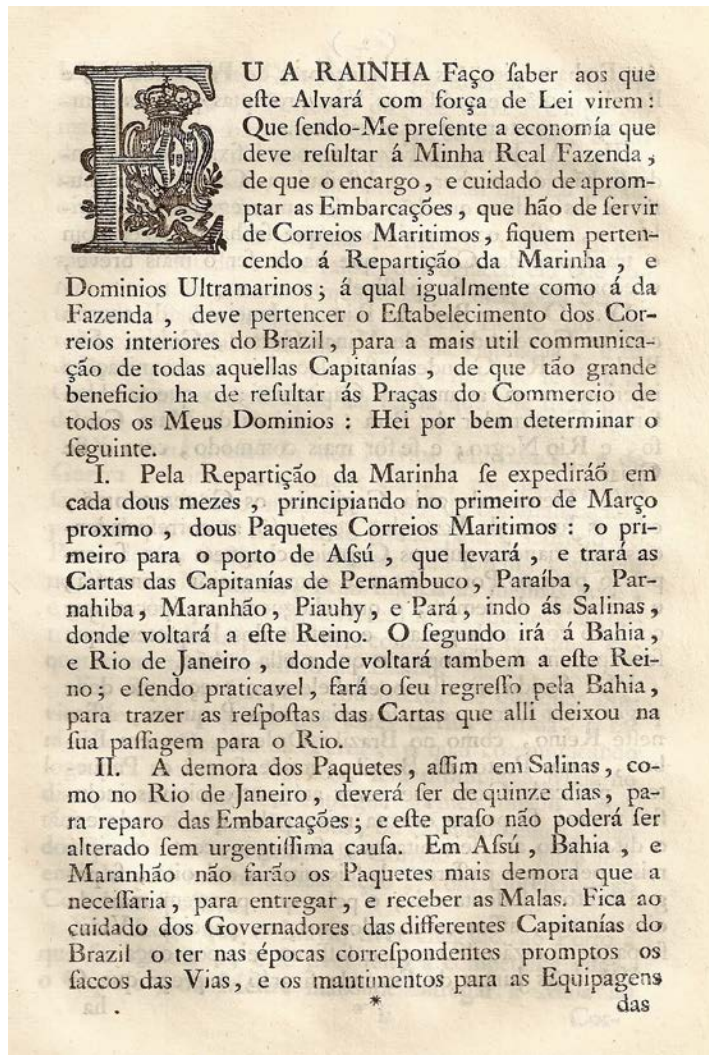 EU A RAINHA Faço ſaber aos que
eſte Alvará com força de Lei virem:
Que ſendo-Me preſente a economía que
deve reſultar á Minha Real Fazenda,
de que o encargo, e cuidado de aprom-
ptar as Embarcações, que hão de ſervir
de Correios Maritimos, fiquem perten-
cendo á Repartição da Marinha, e
Dominios Ultramarinos; á qual igualmente como á da
Fazenda, deve pertencer o Eſtabelecimento dos Cor-
reios interiores do Brazil, para a mais util communica-
ção de todas aquellas Capitanías, de que tão grande
beneficio ha de reſultar ás Praças do Commercio de
todos os Meus Dominios: Hei por bem determinar o
ſeguinte.
I. Pela Repartição da Marinha ſe expediráõ em
cada dous mezes, principiando no primeiro de Março
proximo, dous Paquetes Correios Maritimos: o pri-
meiro para o porto de Aſsú, que levará, e trará as
Cartas das Capitanías de Pernambuco, Paraíba, Par-
nahiba, Maranhão, Piauhy, e Pará, indo ás Salinas,
donde voltará a eſte Reino. O ſegundo irá á Bahia,
e Rio de Janeiro, donde voltará tambem a eſte Rei-
no; e ſendo praticavel, fará o ſeu regreſſo pela Bahia,
para trazer as reſpoſtas das Cartas que alli deixou na
ſua paſſagem para o Rio.
II. A demora dos Paquetes, aſſim em Salinas, co-
mo no Rio de Janeiro, deverá ſer de quinze dias, pa-
ra reparo das Embarcações; e eſte praſo não poderá ſer
alterado ſem urgentiſſima cauſa. Em Aſsú, Bahia, e
Maranhão não farão os Paquetes mais demora que a
neceſſaria, para entregar, e receber as Malas. Fica ao
cuidado dos Governadores das differentes Capitanías do
Brazil o ter nas épocas correſpondentes promptos os
ſaccos das Vias, e os mantimentos para as Equipagens
* das